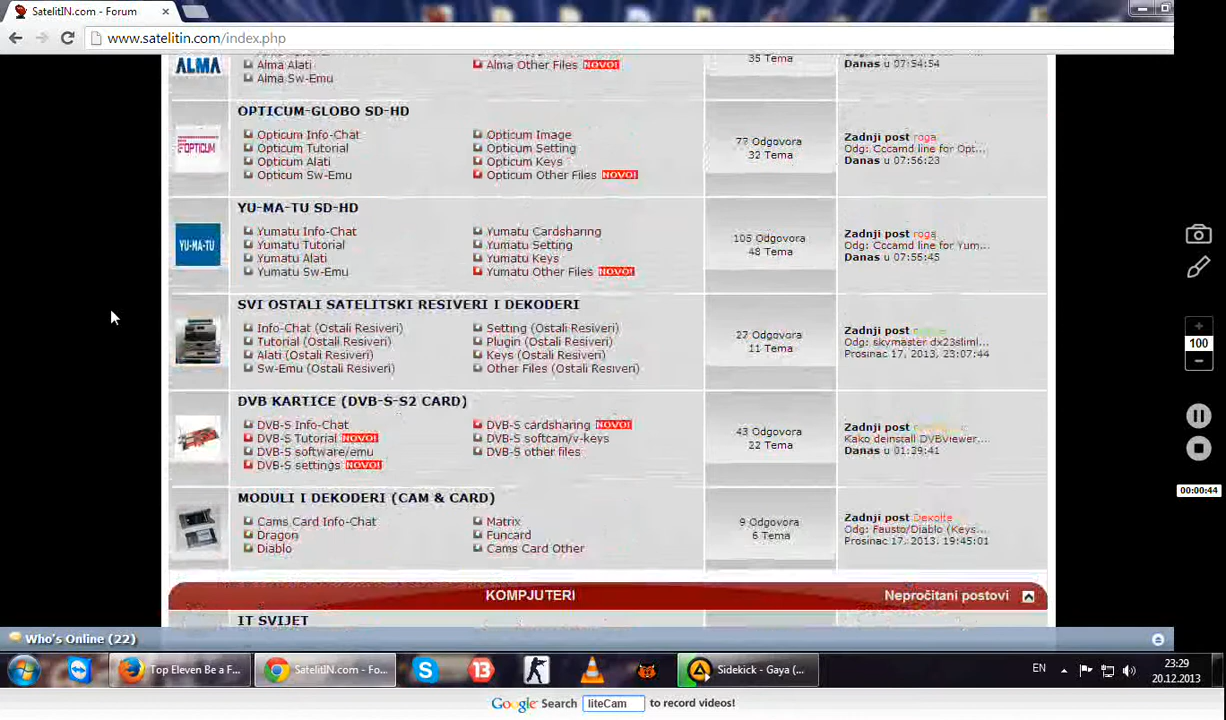 SatelitIN.com - Forum
www.satelitin.com/index.php
ALMA
Alma Alati
Alma Other Files NOVO!
Alma Sw-Emu
35 Tema
Danas u 07:54:54
OPTICUM-GLOBO SD-HD
OPTICUM
Opticum Info-Chat
Opticum Image
Opticum Tutorial
Opticum Setting
Opticum Alati
Opticum Keys
Opticum Sw-Emu
Opticum Other Files NOVO!
77 Odgovora
32 Tema
Zadnji post roga
Odg: Cccamd line for Opt...
Danas u 07:56:23
YU-MA-TU SD-HD
YU-MA-TU
Yumatu Info-Chat
Yumatu Cardsharing
Yumatu Tutorial
Yumatu Setting
Yumatu Alati
Yumatu Keys
Yumatu Sw-Emu
Yumatu Other Files NOVO!
105 Odgovora
48 Tema
Zadnji post roga
Odg: Cccamd line for Yum...
Danas u 07:55:45
SVI OSTALI SATELITSKI RESIVERI I DEKODERI
Info-Chat (Ostali Resiveri)
Setting (Ostali Resiveri)
Tutorial (Ostali Resiveri)
Plugin (Ostali Resiveri)
Alati (Ostali Resiveri)
Keys (Ostali Resiveri)
Sw-Emu (Ostali Resiveri)
Other Files (Ostali Resiveri)
27 Odgovora
11 Tema
Zadnji post
Odg: skymaster dx23sliml...
Prosinac 17, 2013, 23:07:44
DVB KARTICE (DVB-S-S2 CARD)
DVB-S Info-Chat
DVB-S cardsharing NOVO!
DVB-S Tutorial NOVO!
DVB-S softcam/v-keys
DVB-S software/emu
DVB-S other files
DVB-S settings NOVO!
43 Odgovora
22 Tema
Zadnji post
Kako deinstall DVBviewer...
Danas u 01:39:41
MODULI I DEKODERI (CAM & CARD)
Cams Card Info-Chat
Matrix
Dragon
Funcard
Diablo
Cams Card Other
9 Odgovora
6 Tema
Zadnji post Dekolte
Odg: Fausto/Diablo (Keys...
Prosinac 17, 2013, 19:45:01
KOMPJUTERI
Nepročitani postovi
IT SVIJET
100
00:00:44
Who's Online (22)
Top Eleven Be a F...
SatelitIN.com - Fo...
13
Sidekick - Gaya (...
EN
23:29
20.12.2013
Google Search liteCam to record videos!